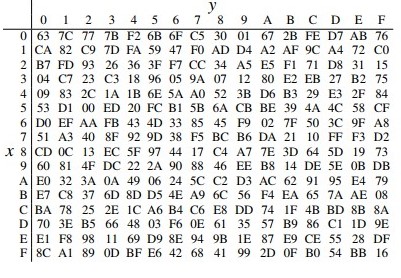 y
0 1 2 3 4 5 6 7 8 9 A B C D E F
0 63 7C 77 7B F2 6B 6F C5 30 01 67 2B FE D7 AB 76
1 CA 82 C9 7D FA 59 47 F0 AD D4 A2 AF 9C A4 72 C0
2 B7 FD 93 26 36 3F F7 CC 34 A5 E5 F1 71 D8 31 15
3 04 C7 23 C3 18 96 05 9A 07 12 80 E2 EB 27 B2 75
4 09 83 2C 1A 1B 6E 5A A0 52 3B D6 B3 29 E3 2F 84
5 53 D1 00 ED 20 FC B1 5B 6A CB BE 39 4A 4C 58 CF
6 D0 EF AA FB 43 4D 33 85 45 F9 02 7F 50 3C 9F A8
7 51 A3 40 8F 92 9D 38 F5 BC B6 DA 21 10 FF F3 D2
x 8 CD 0C 13 EC 5F 97 44 17 C4 A7 7E 3D 64 5D 19 73
9 60 81 4F DC 22 2A 90 88 46 EE B8 14 DE 5E 0B DB
A E0 32 3A 0A 49 06 24 5C C2 D3 AC 62 91 95 E4 79
B E7 C8 37 6D 8D D5 4E A9 6C 56 F4 EA 65 7A AE 08
C BA 78 25 2E 1C A6 B4 C6 E8 DD 74 1F 4B BD 8B 8A
D 70 3E B5 66 48 03 F6 0E 61 35 57 B9 86 C1 1D 9E
E E1 F8 98 11 69 D9 8E 94 9B 1E 87 E9 CE 55 28 DF
F 8C A1 89 0D BF E6 42 68 41 99 2D 0F B0 54 BB 16